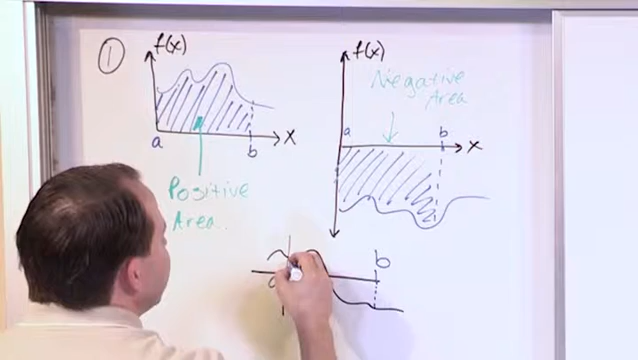 ①
f(x)
a
b
x
Positive
Area.
f(x)
Negative
Area
a
b
x
b